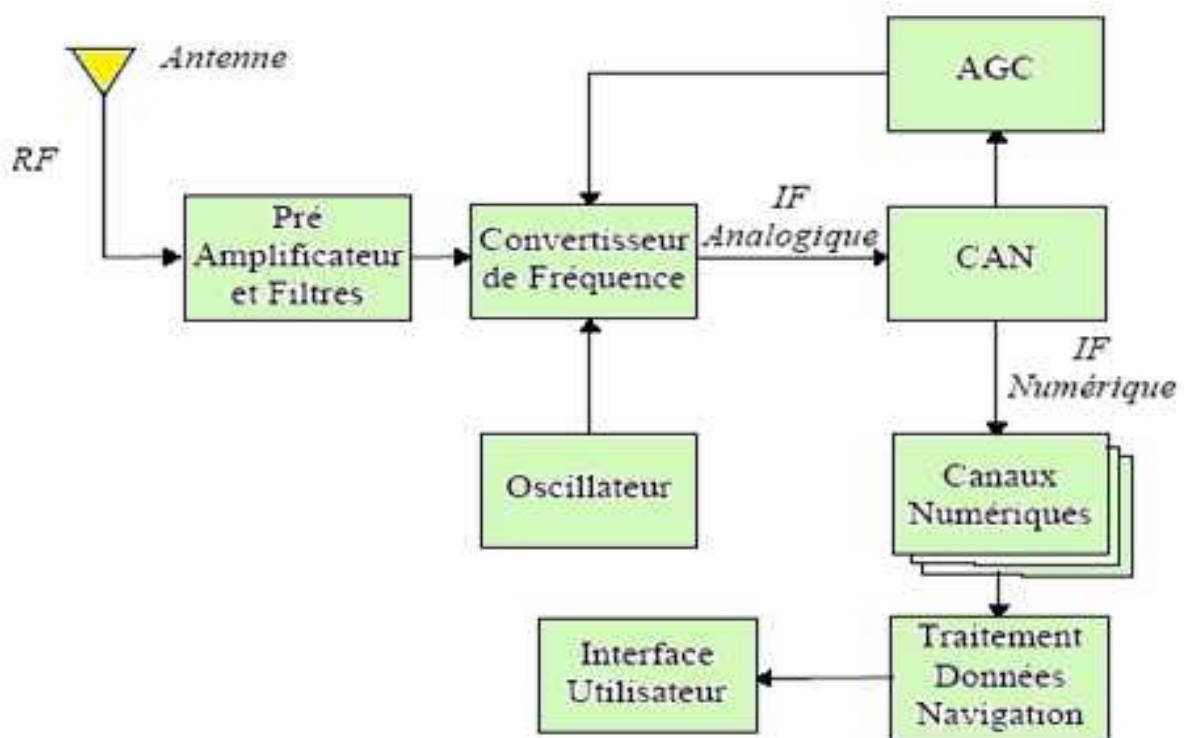 Antenne
AGC
RF
Pré
Amplificateur
et Filtres
Convertisseur
de Fréquence
IF
Analogique
CAN
IF
Numérique
Oscillateur
Canaux
Numériques
Interface
Utilisateur
Traitement
Données
Navigation